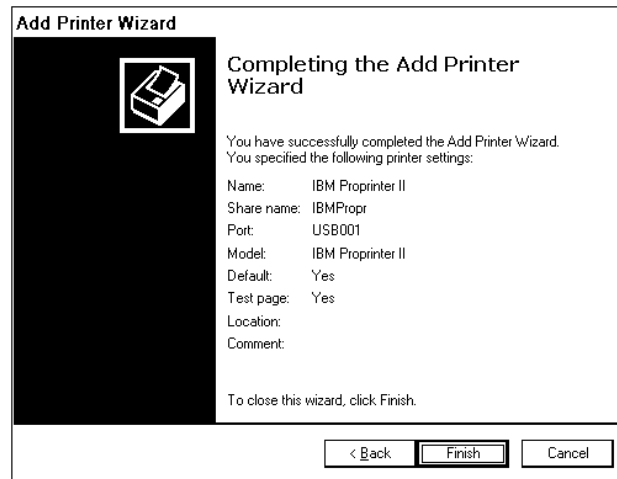 Add Printer Wizard
Completing the Add Printer
Wizard
You have successfully completed the Add Printer Wizard.
You specified the following printer settings:
Name: IBM Proprinter II
Share name: IBMPropr
Port: USB001
Model: IBM Proprinter II
Default: Yes
Test page: Yes
Location:
Comment:
To close this wizard, click Finish.
< Back Finish Cancel